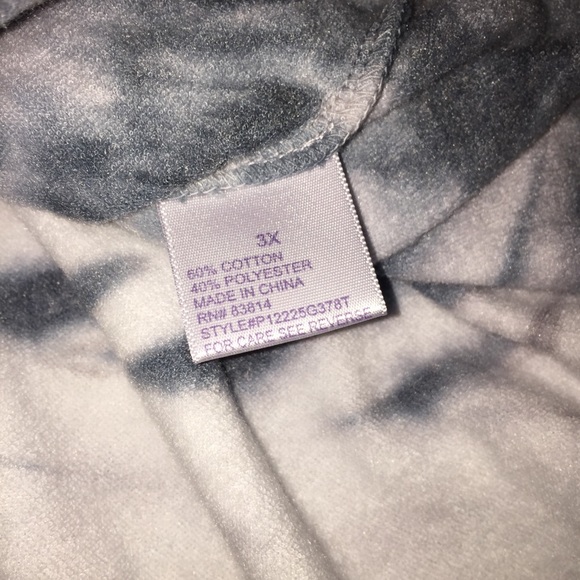 3X
60% COTTON
40% POLYESTER
MADE IN CHINA
RN# 83814
STYLE#P12225G378T
FOR CARE SEE REVERSE